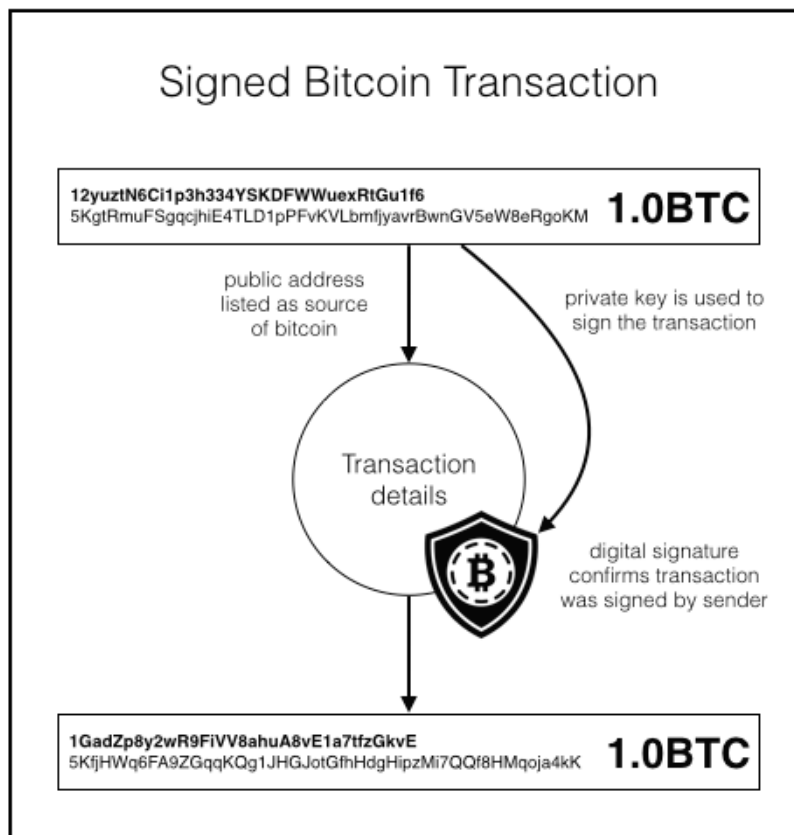 Signed Bitcoin Transaction
12yuztN6Ci1p3h334YSKDFWWuexRtGu1f6
5KgtRmuFSgqcjhiE4TLD1pPFvKVLbmfjyavrBwnGV5eW8eRgoKM
1.0BTC
public address
listed as source
of bitcoin
private key is used to
sign the transaction
Transaction
details
digital signature
confirms transaction
was signed by sender
1GadZp8y2wR9FiVV8ahuA8vE1a7tfzGkvE
5KfjHWq6FA9ZGqqKQg1JHGJotGfhHdgHipzMi7QQf8HMqoja4kK
1.0BTC